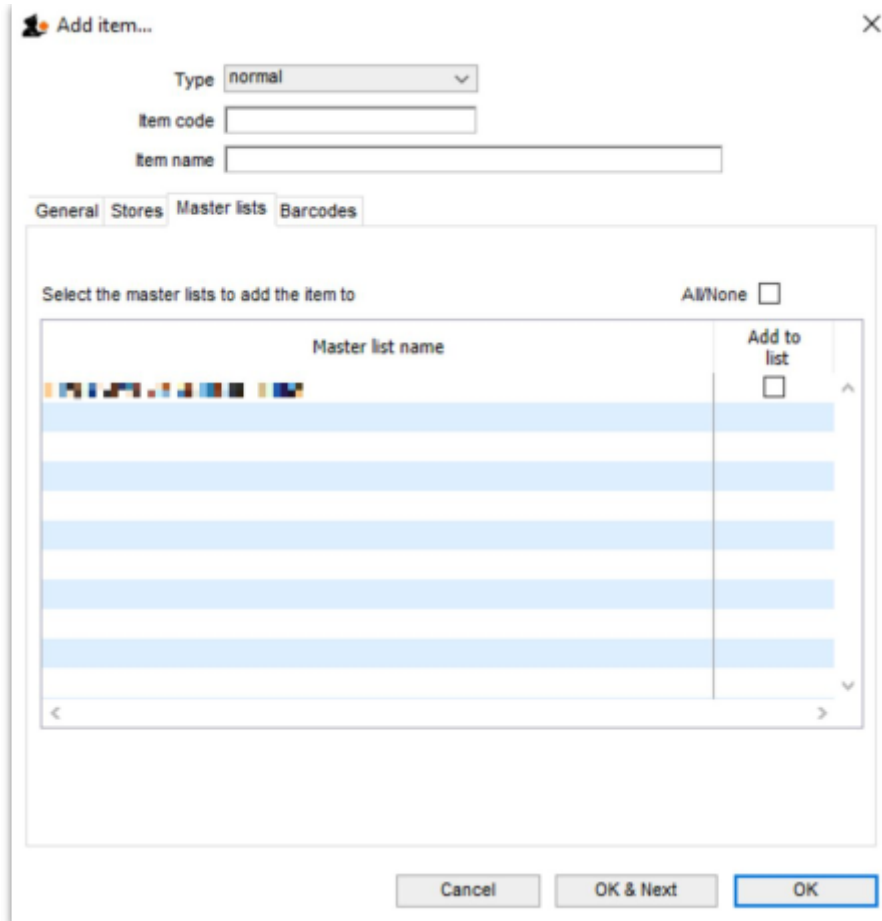 Add item...
Type normal
Item code
Item name
General Stores Master lists Barcodes
Select the master lists to add the item to All/None
Master list name Add to
list
Cancel OK & Next OK